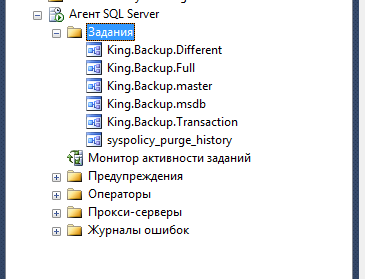 Агент SQL Server
Задания
King.Backup.Different
King.Backup.Full
King.Backup.master
King.Backup.msdb
King.Backup.Transaction
syspolicy_purge_history
Монитор активности заданий
Предупреждения
Операторы
Прокси-серверы
Журналы ошибок